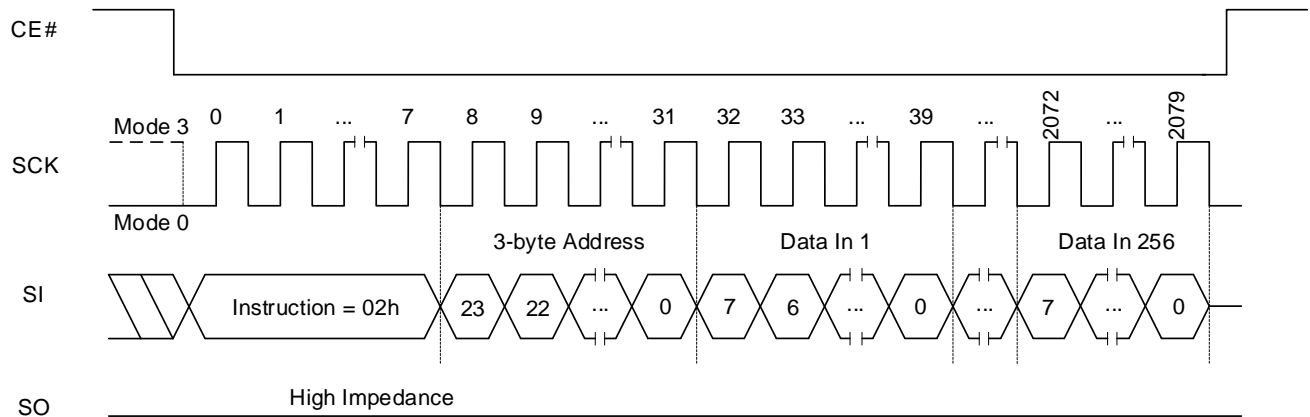 CE#
Mode 3
0 1 ... 7 8 9 ... 31 32 33 ... 39 ... 2072 ... 2079
SCK
Mode 0
3-byte Address Data In 1 Data In 256
SI
Instruction = 02h 23 22 ... 0 7 6 ... 0 ... 7 ... 0
High Impedance
SO